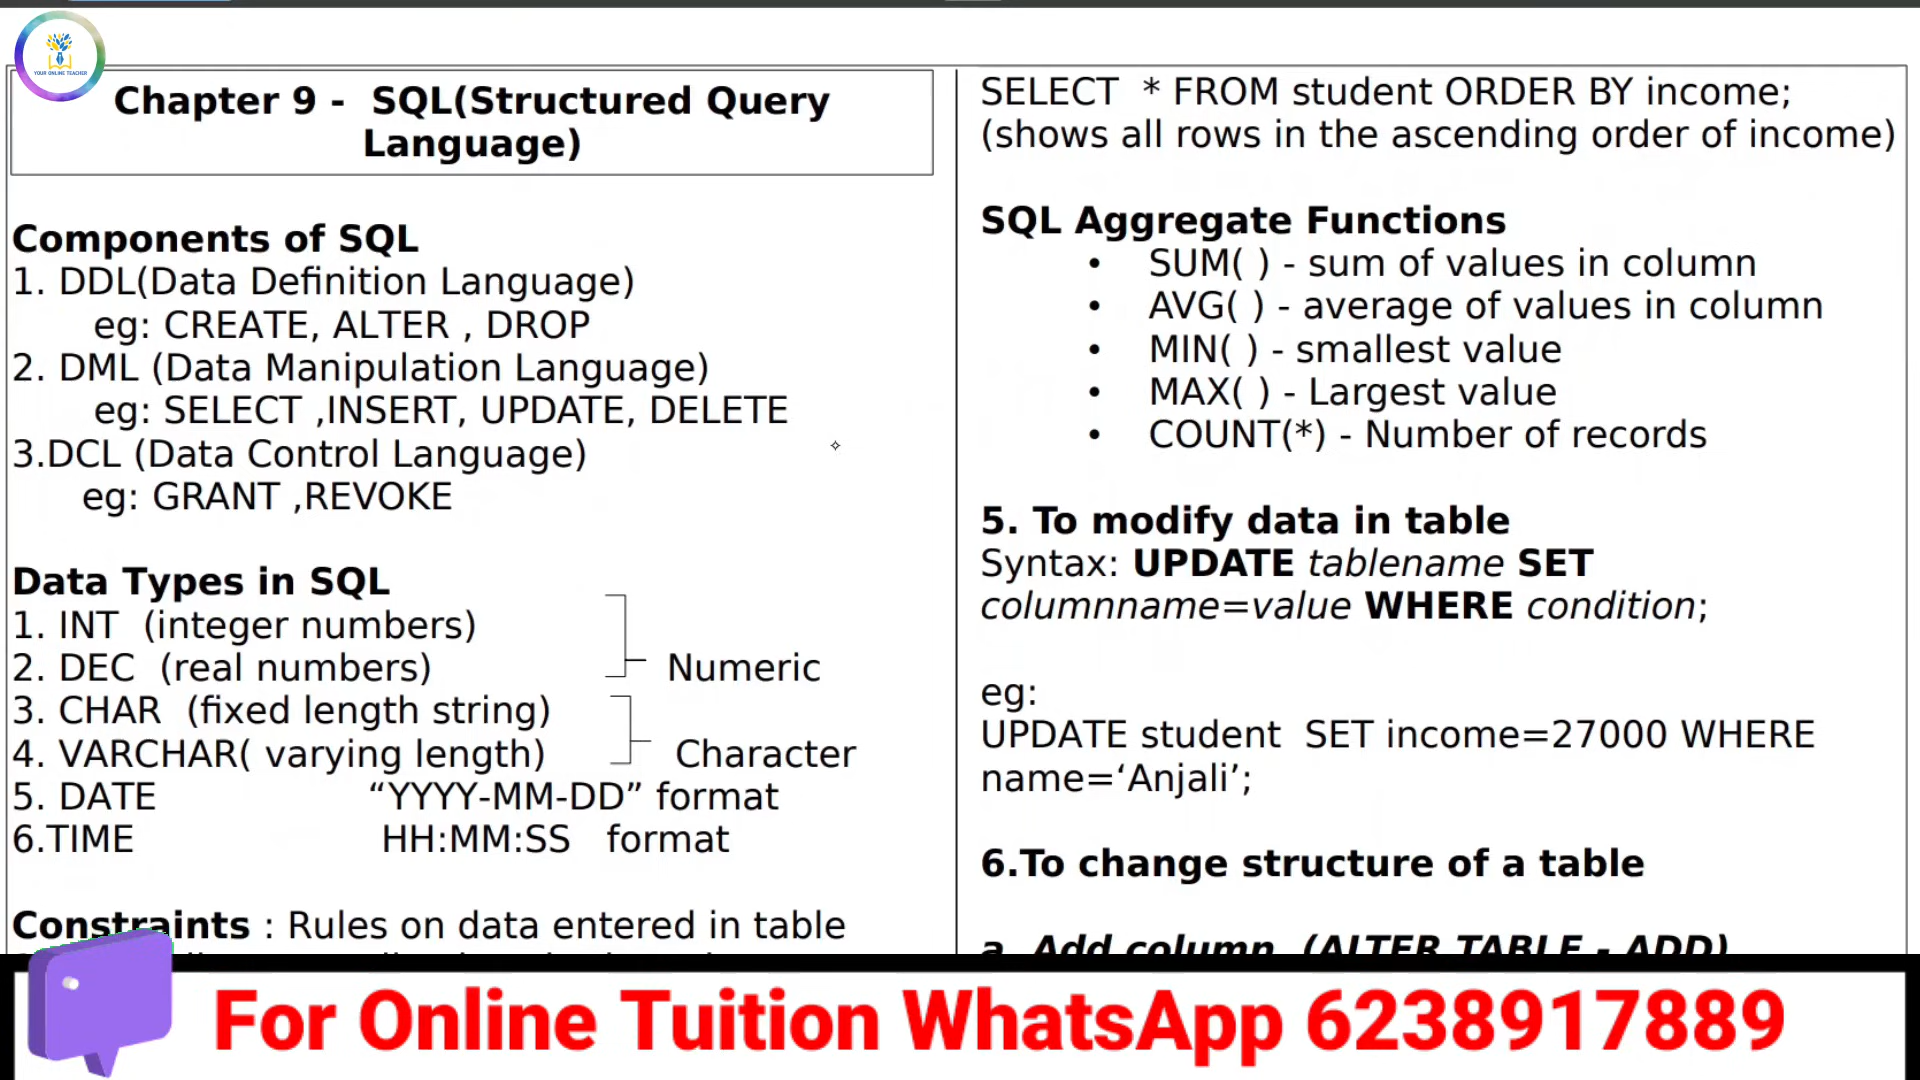 YOUR ONLINE TEACHER
Chapter 9 - SQL(Structured Query
Language)
Components of SQL
1. DDL(Data Definition Language)
eg: CREATE, ALTER , DROP
2. DML (Data Manipulation Language)
eg: SELECT ,INSERT, UPDATE, DELETE
3.DCL (Data Control Language)
eg: GRANT ,REVOKE
Data Types in SQL
1. INT (integer numbers)
2. DEC (real numbers)
Numeric
3. CHAR (fixed length string)
4. VARCHAR( varying length)
Character
5. DATE “YYYY-MM-DD” format
6.TIME HH:MM:SS format
Constraints : Rules on data entered in table
SELECT * FROM student ORDER BY income;
(shows all rows in the ascending order of income)
SQL Aggregate Functions
• SUM( ) - sum of values in column
• AVG( ) - average of values in column
• MIN( ) - smallest value
• MAX( ) - Largest value
• COUNT(*) - Number of records
5. To modify data in table
Syntax: UPDATE tablename SET
columnname=value WHERE condition;
eg:
UPDATE student SET income=27000 WHERE
name=‘Anjali’;
6.To change structure of a table
a. Add column (ALTER TABLE - ADD)
For Online Tuition WhatsApp 6238917889